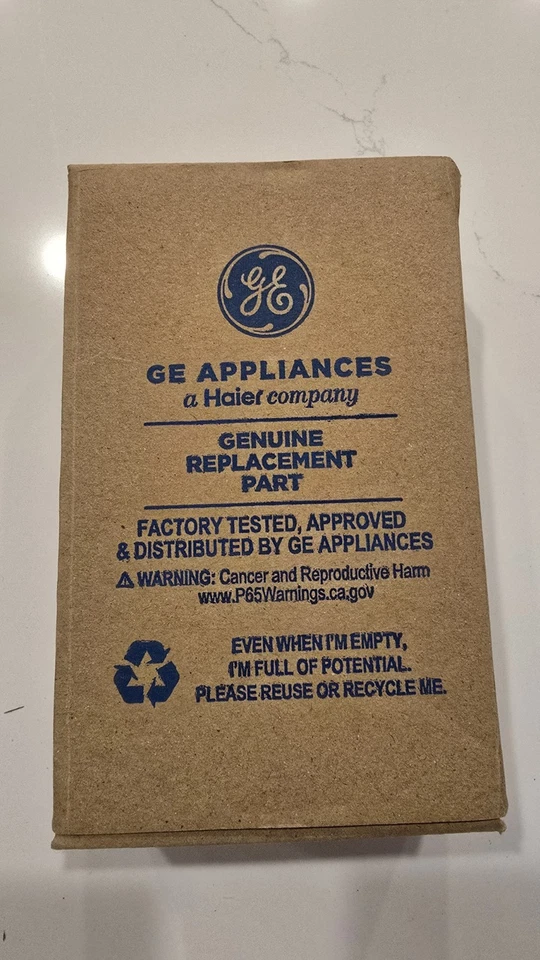 GE
GE APPLIANCES
a Haier company
GENUINE
REPLACEMENT
PART
FACTORY TESTED, APPROVED
& DISTRIBUTED BY GE APPLIANCES
⚠ WARNING: Cancer and Reproductive Harm
www.P65Warnings.ca.gov
EVEN WHEN I'M EMPTY,
I'M FULL OF POTENTIAL.
PLEASE REUSE OR RECYCLE ME.